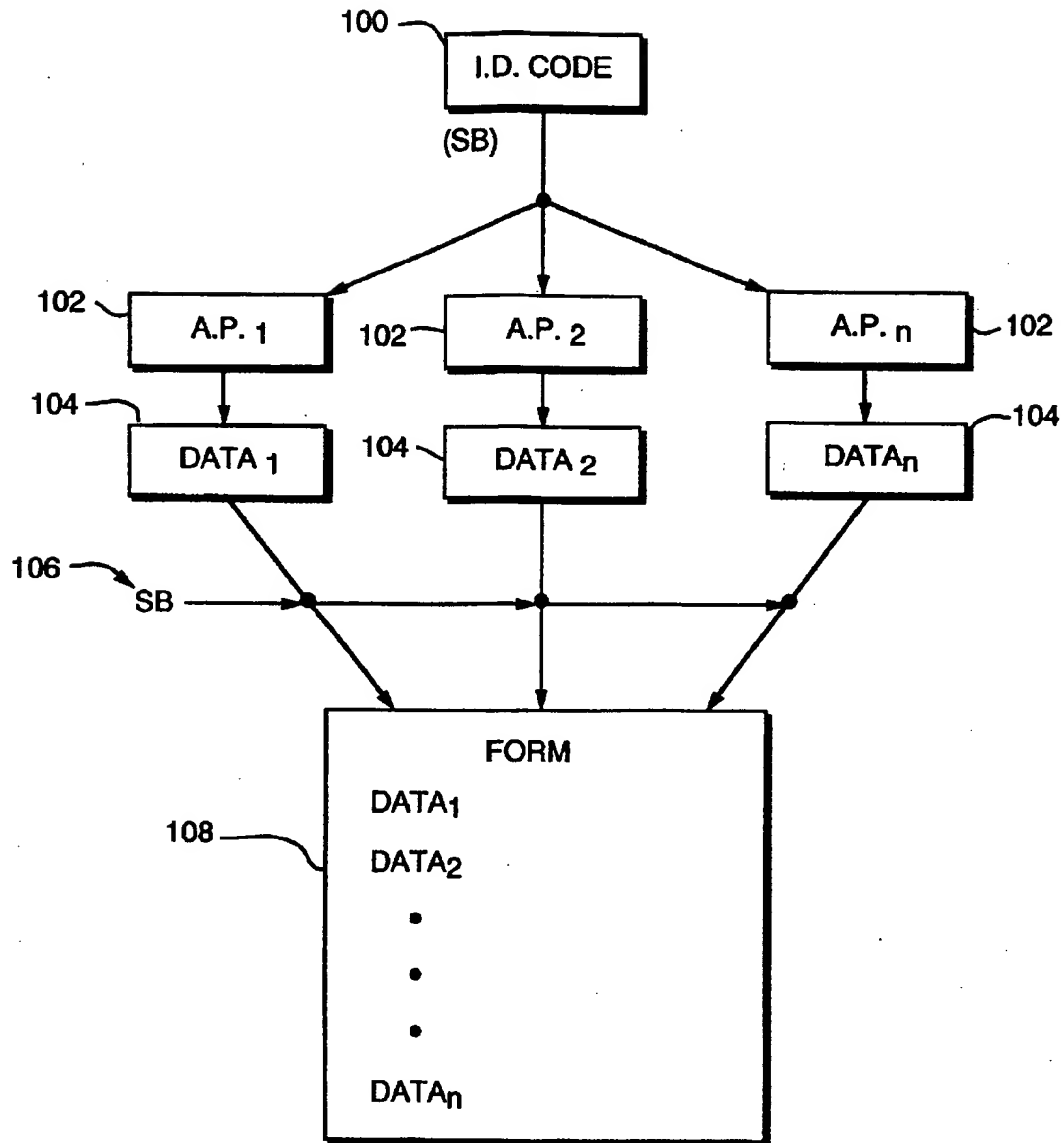 100
I.D. CODE
(SB)
102 A.P. 1
102 A.P. 2
A.P. n 102
104 DATA 1
104 DATA 2
DATAn 104
106
SB
FORM
DATA1
108
DATA2
DATAn